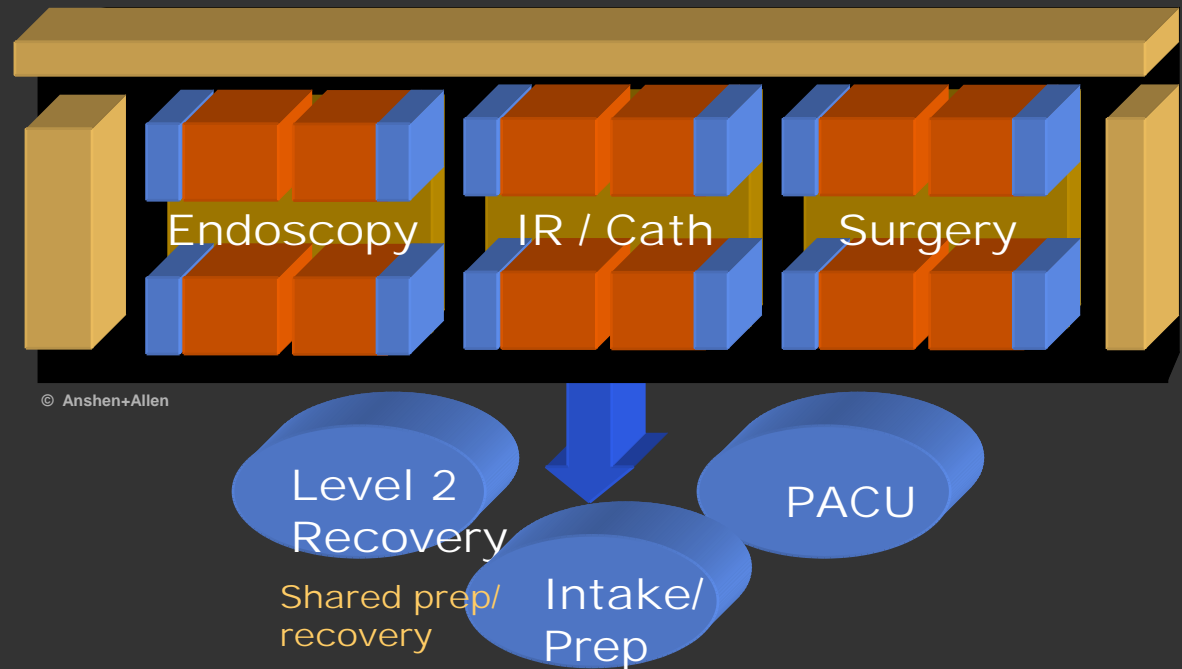 Endoscopy
IR / Cath
Surgery
© Anshen+Allen
Level 2
Recovery
PACU
Shared prep/
recovery
Intake/
Prep